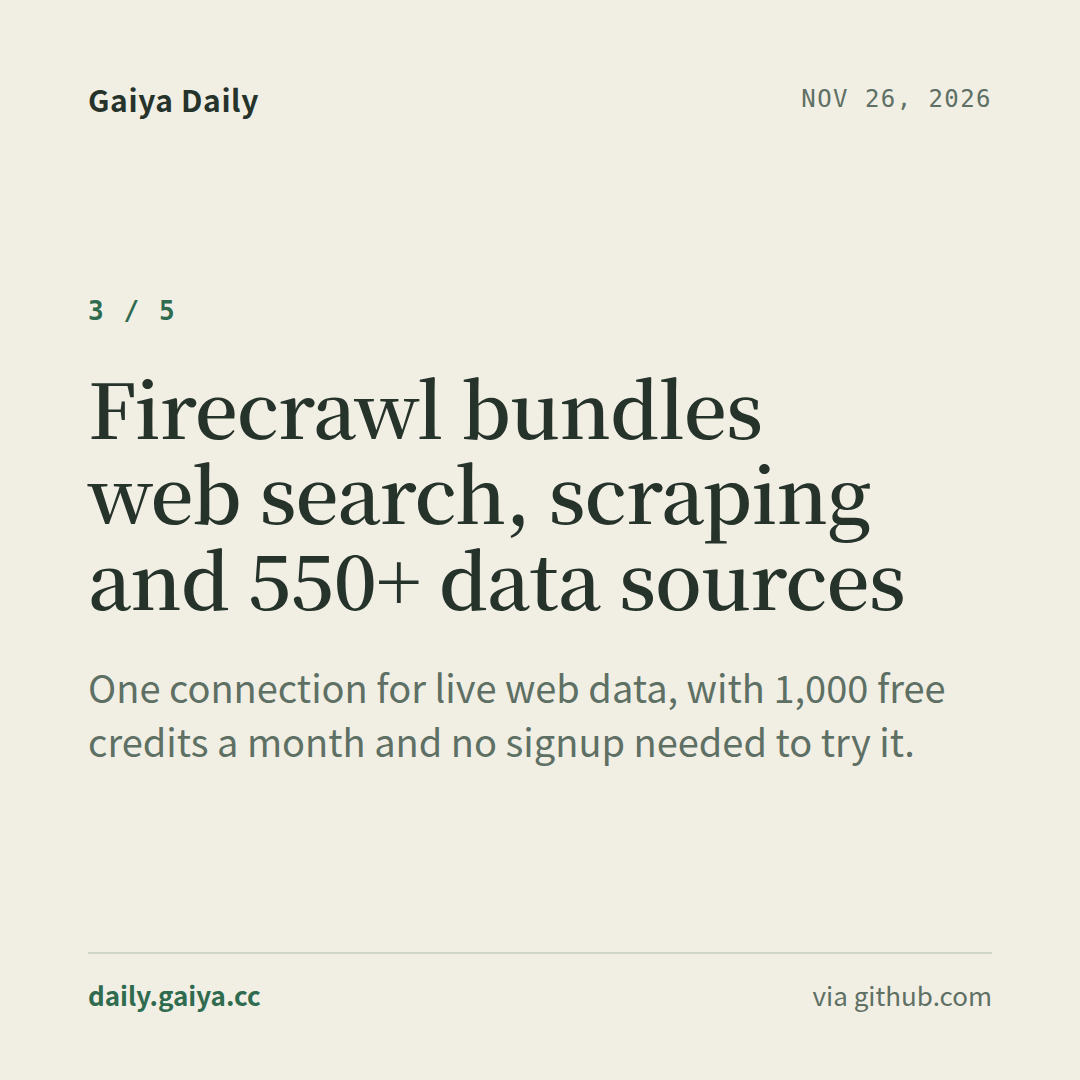 Gaiya Daily
NOV 26, 2026
3 / 5
Firecrawl bundles
web search, scraping
and 550+ data sources
One connection for live web data, with 1,000 free
credits a month and no signup needed to try it.
daily.gaiya.cc
via github.com